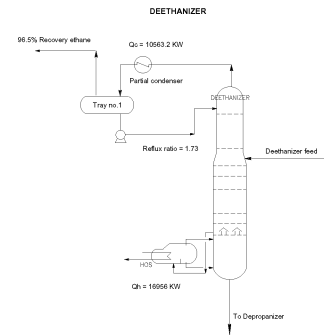 DEETHANIZER
96.5% Recovery ethane
Qc = 10563.2 KW
Partial condenser
DEETHANIZER
Tray no.1
Reflux ratio = 1.73
Deethanizer feed
HOS
Qh = 16956 KW
To Depropanizer